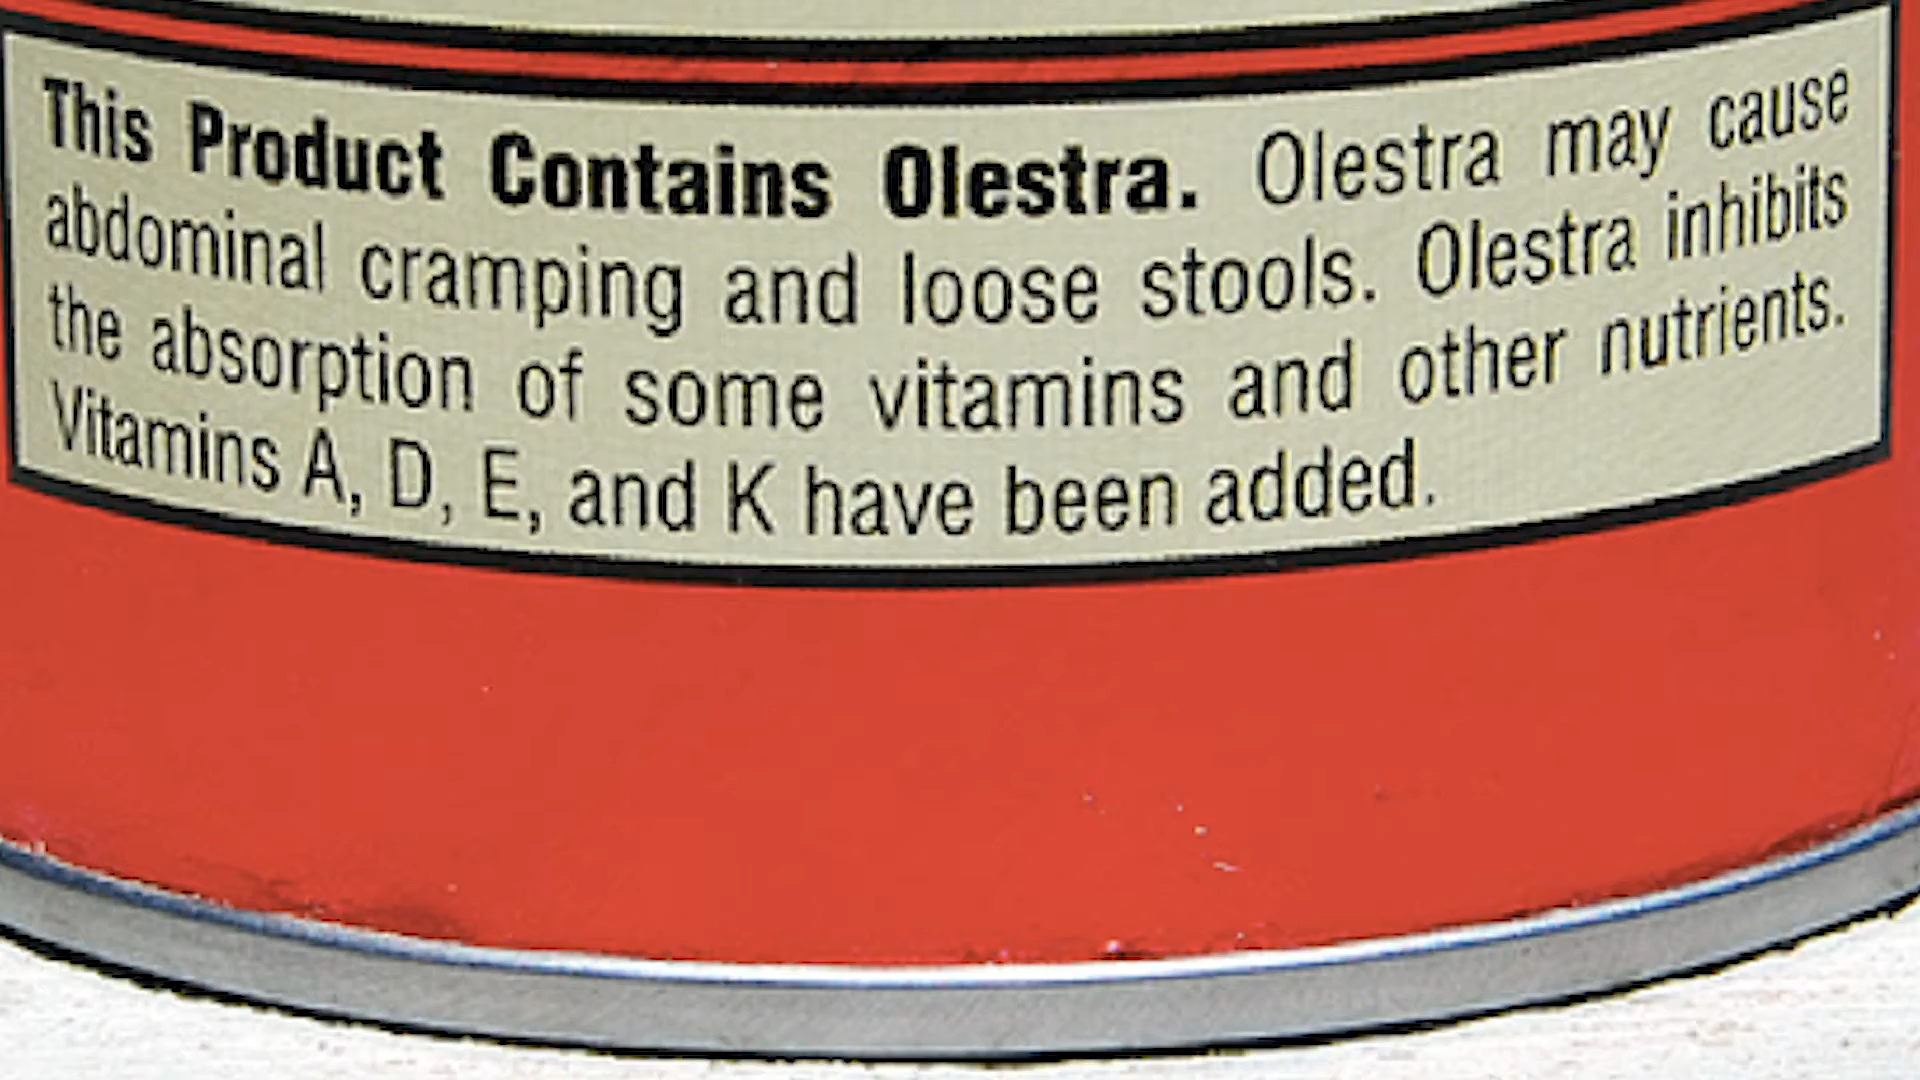 This Product Contains Olestra. Olestra may cause
abdominal cramping and loose stools. Olestra inhibits
the absorption of some vitamins and other nutrients.
Vitamins A, D, E, and K have been added.